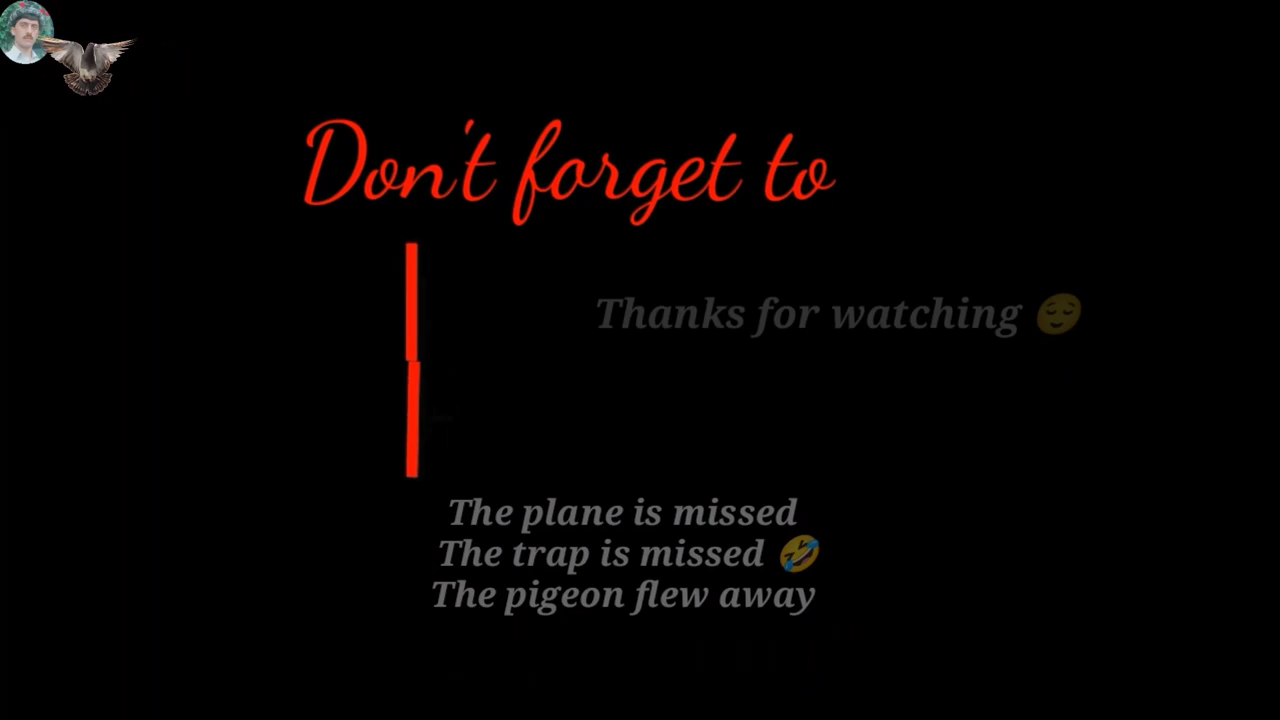 Don't forget to
Thanks for watching 😌
The plane is missed
The trap is missed 🤣
The pigeon flew away